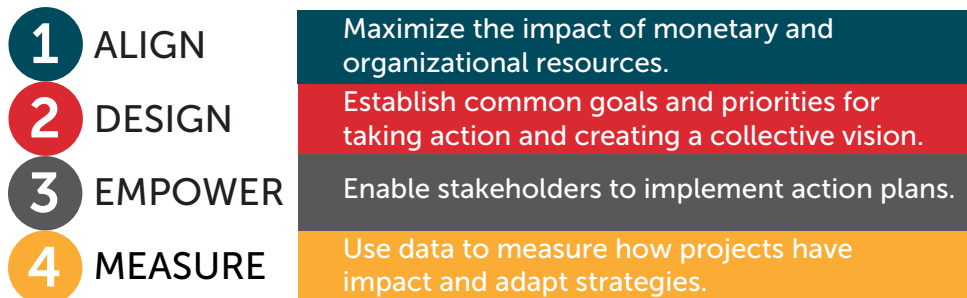 1 ALIGN
Maximize the impact of monetary and
organizational resources.
2 DESIGN
Establish common goals and priorities for
taking action and creating a collective vision.
3 EMPOWER
Enable stakeholders to implement action plans.
4 MEASURE
Use data to measure how projects have
impact and adapt strategies.